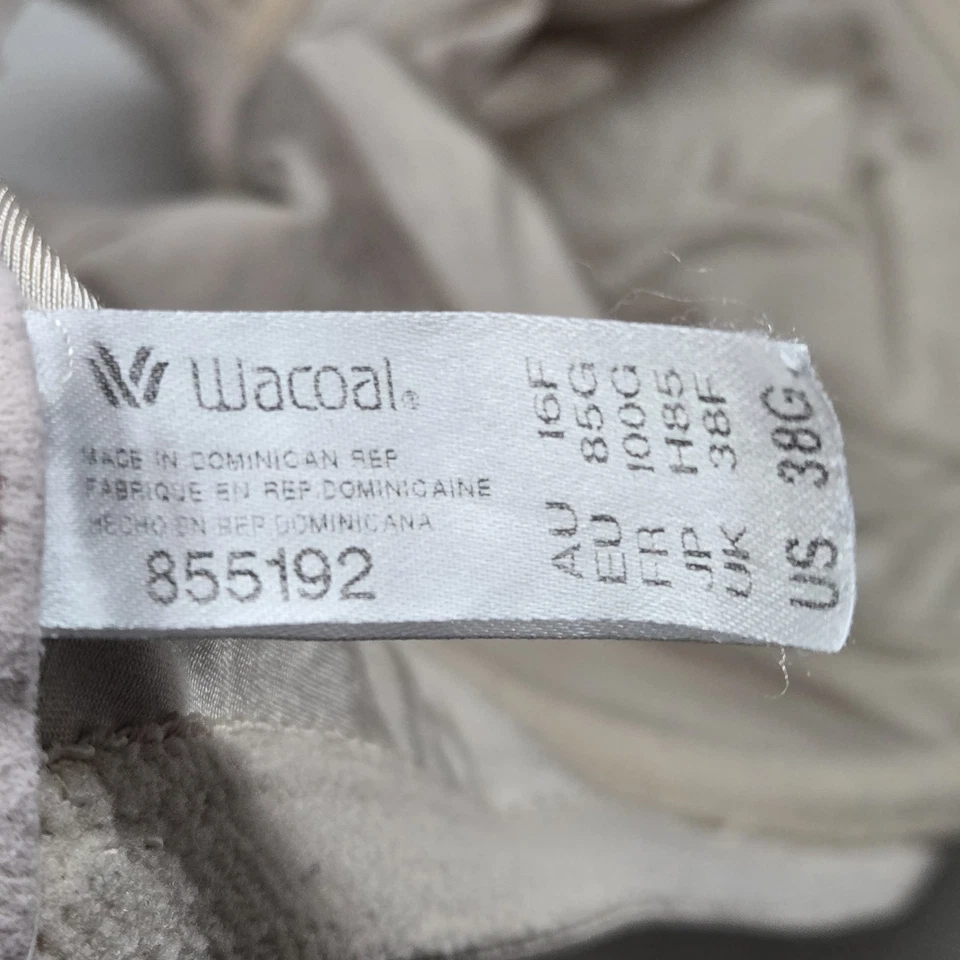 Wacoal®
MADE IN DOMINICAN REP
FABRIQUE EN REP.DOMINICAINE
HECHO EN REP DOMINICANA
855192
AU 16F
EU 85G
FR 100G
JP H85
UK 38F
US 38G